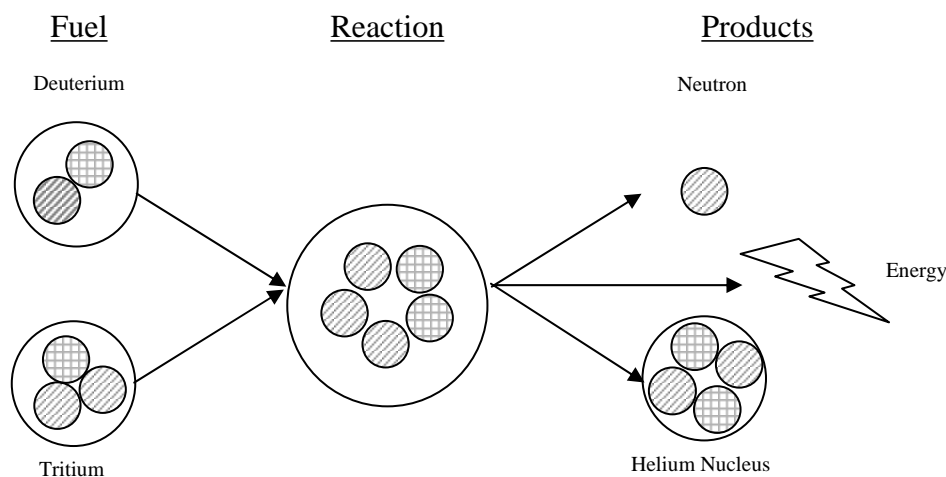 Fuel
Reaction
Products
Deuterium
Neutron
Energy
Tritium
Helium Nucleus